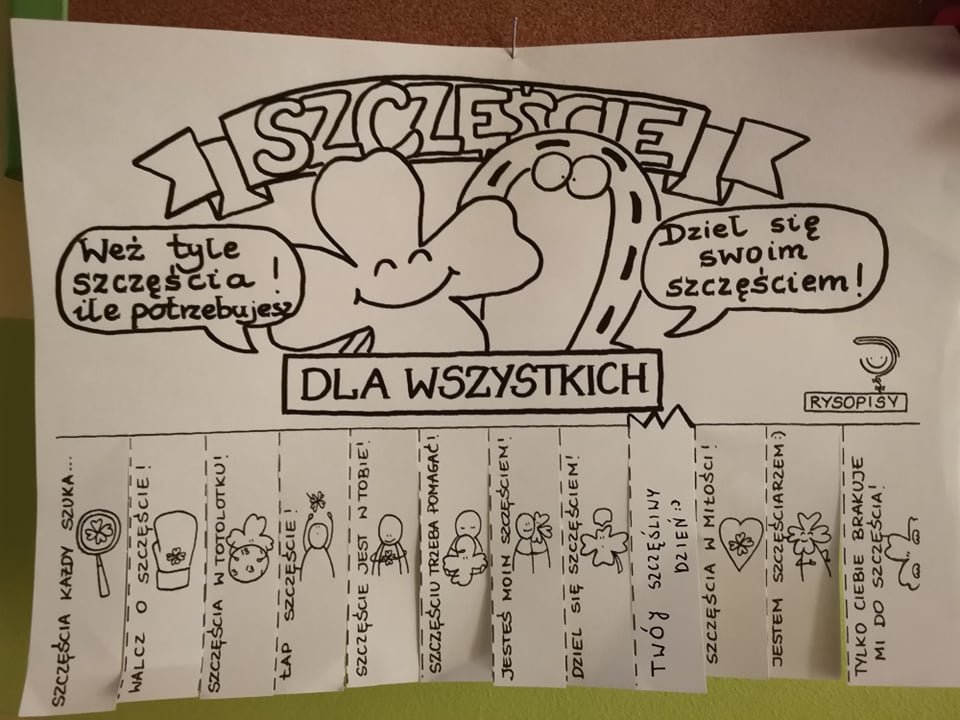 SZCZĘŚCIE
Weź tyle
szczęścia !
ile potrzebujesz
Dziel się
swoim
szczęściem!
DLA WSZYSTKICH
RYSOPISY
SZCZĘŚCIA KAŻDY SZUKA...
WALCZ O SZCZĘŚCIE!
SZCZĘŚCIA W TOTOLOTKU!
ŁAP SZCZĘŚCIE!
SZCZĘŚCIE JEST W TOBIE!
SZCZĘŚCIU TRZEBA POMAGAĆ!
JESTEŚ MOIM SZCZĘŚCIEM!
DZIEL SIĘ SZCZĘŚCIEM!
TWÓJ SZCZĘŚLIWY
DZIEŃ:)
SZCZĘŚCIA W MIŁOŚCI!
JESTEM SZCZĘŚCIARZEM:)
TYLKO CIEBIE BRAKUJE
MI DO SZCZĘŚCIA!